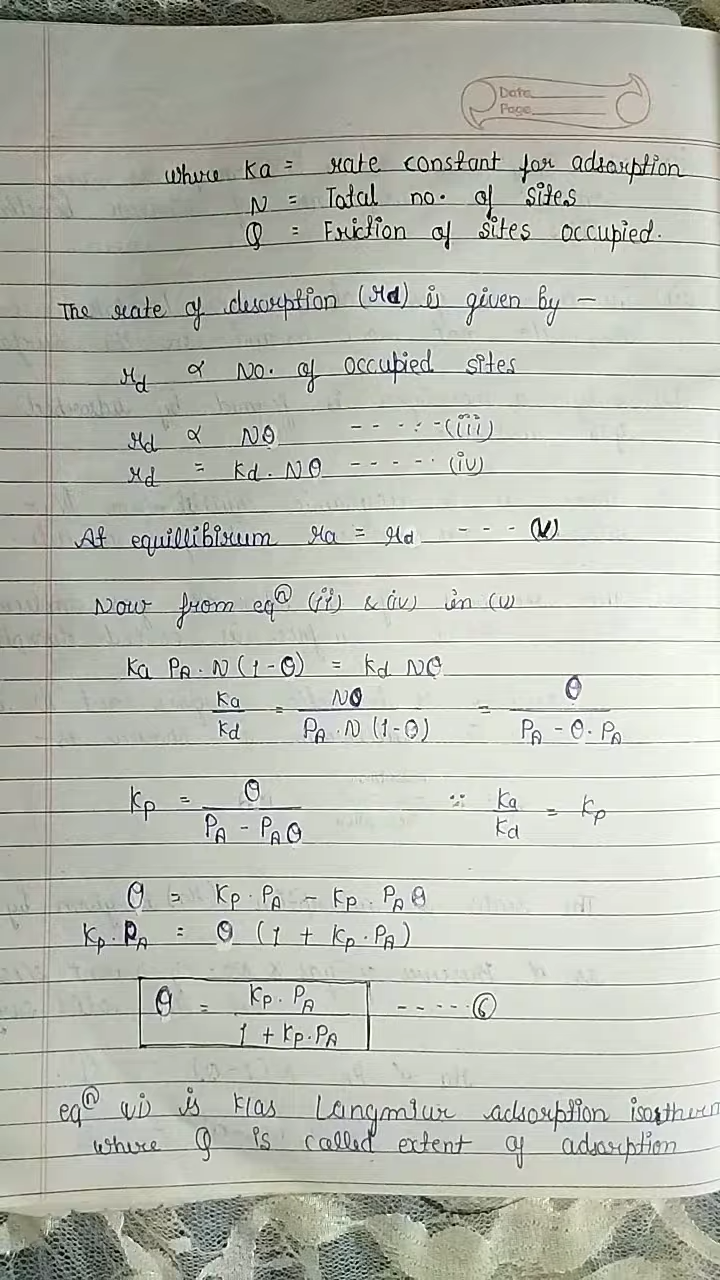 Date
Page
where Ka = rate constant for adsorption
N = Total no. of sites
θ = Friction of sites occupied.
The rate of desorption (rd) is given by –
rd ∝ No. of occupied sites
rd ∝ Nθ - - - - - -(iii)
rd = Kd. Nθ - - - - - (iv)
At equillibirum ra = rd - - - (v)
Now from eqⁿ (ii) & (iv) in (v)
Ka PA. N (1-θ) = Kd Nθ
Ka/Kd = Nθ/PA. N (1-θ) = θ/PA - θ. PA
Kp = θ/PA - PAθ ∵ Ka/Kd = Kp
θ = Kp. PA - Kp. PAθ
Kp. PA = θ (1 + Kp. PA)
θ = Kp. PA/1 + Kp. PA - - - - - ⑥
eqⁿ (vi) is k/as Langmiur adsorption isotherm
where θ is called extent of adsorption